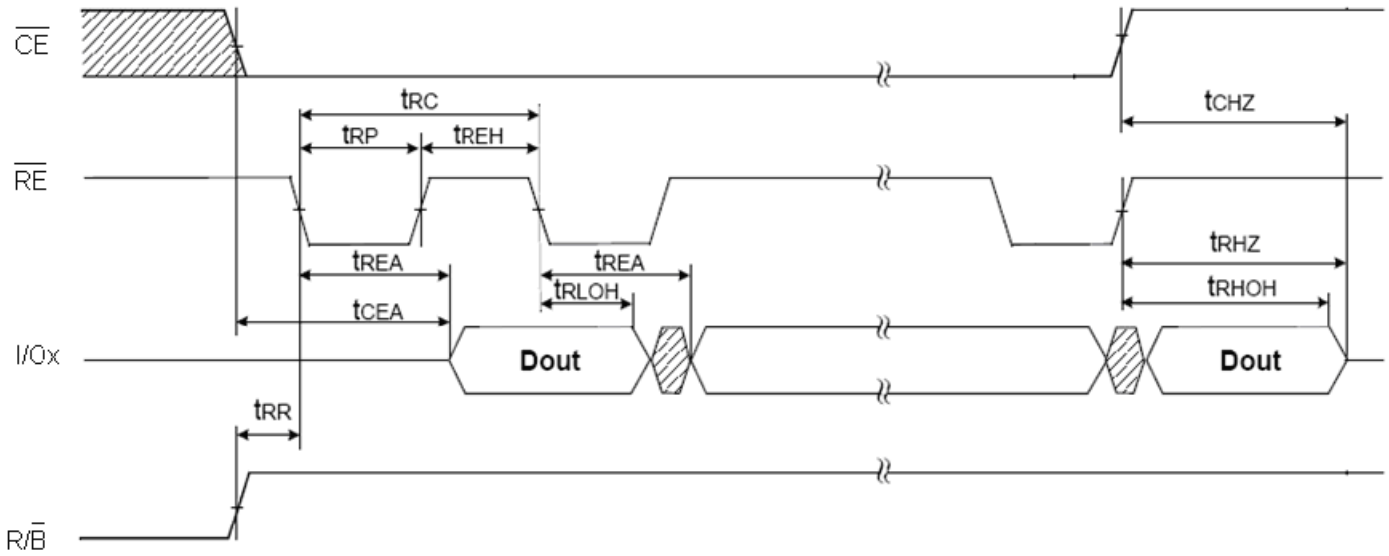 CE
tRC
tCHZ
tRP
tREH
RE
tREA
tREA
tRHZ
tRLOH
tRHOH
tCEA
I/Ox
Dout
Dout
tRR
R/B